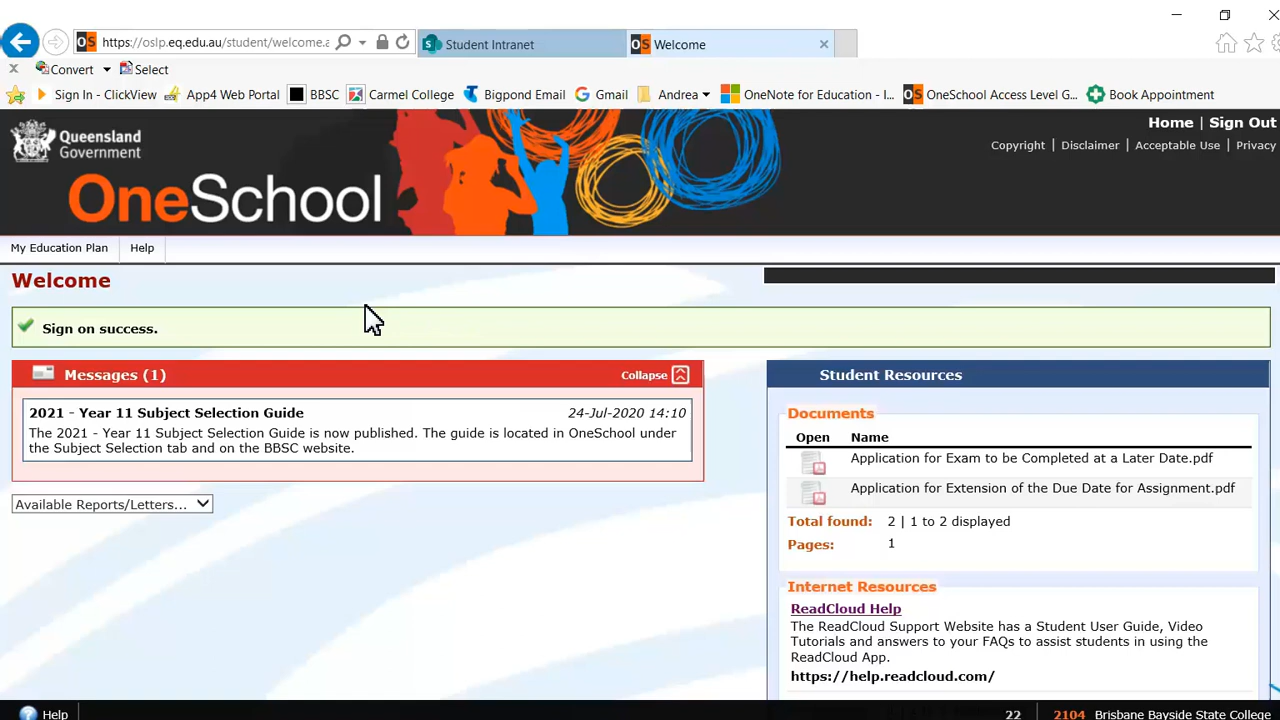 https://oslp.eq.edu.au/student/welcome.a
Student Intranet
Welcome
Convert
Select
Sign In - ClickView
App4 Web Portal
BBSC
Carmel College
Bigpond Email
Gmail
Andrea
OneNote for Education - I...
OneSchool Access Level G...
Book Appointment
Queensland
Government
OneSchool
Home | Sign Out
Copyright | Disclaimer | Acceptable Use | Privacy
My Education Plan
Help
Welcome
Sign on success.
Messages (1)
Collapse
2021 - Year 11 Subject Selection Guide
24-Jul-2020 14:10
The 2021 - Year 11 Subject Selection Guide is now published. The guide is located in OneSchool under
the Subject Selection tab and on the BBSC website.
Available Reports/Letters...
Student Resources
Documents
Open Name
Application for Exam to be Completed at a Later Date.pdf
Application for Extension of the Due Date for Assignment.pdf
Total found: 2 | 1 to 2 displayed
Pages: 1
Internet Resources
ReadCloud Help
The ReadCloud Support Website has a Student User Guide, Video
Tutorials and answers to your FAQs to assist students in using the
ReadCloud App.
https://help.readcloud.com/
Help
22
2104 Brisbane Bayside State College